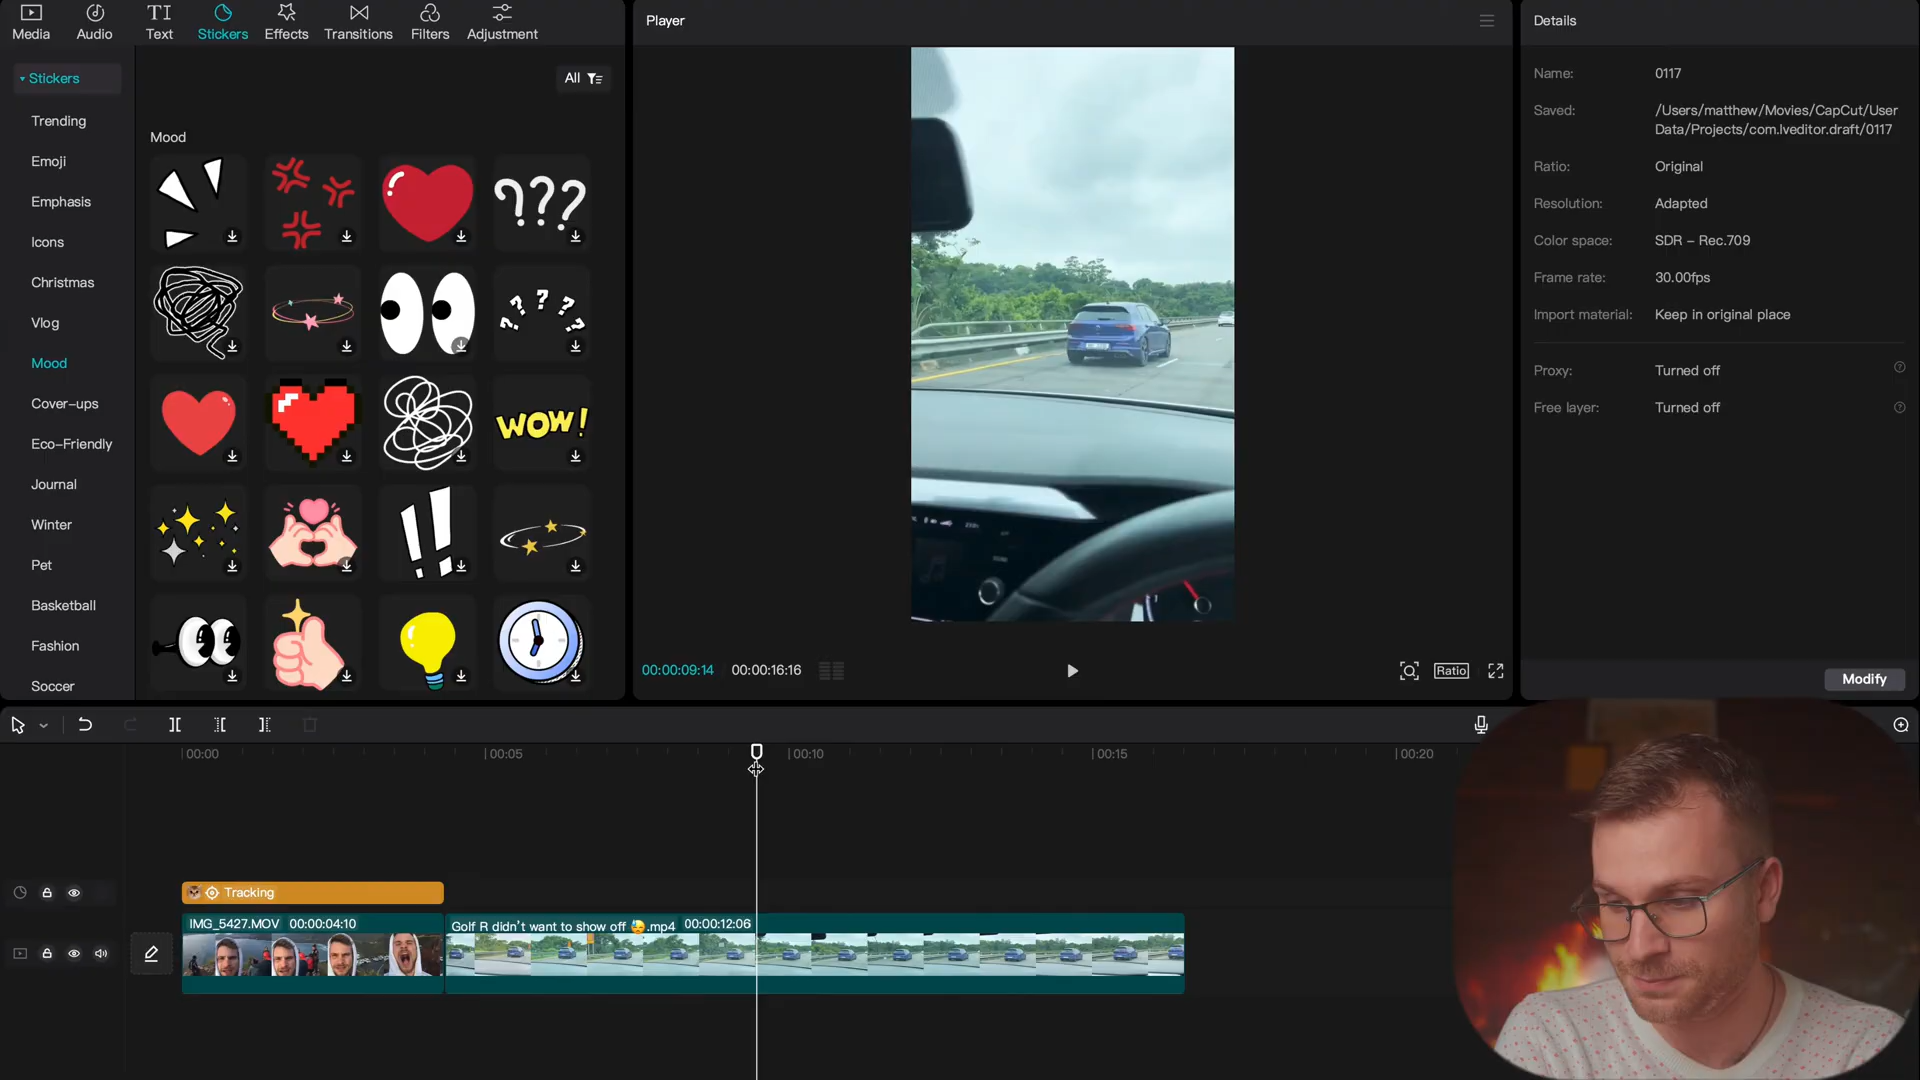 Media
Audio
Text
Stickers
Effects
Transitions
Filters
Adjustment
Player
Details
Stickers
Trending
Emoji
Emphasis
Icons
Christmas
Vlog
Mood
Cover-ups
Eco-Friendly
Journal
Winter
Pet
Basketball
Fashion
Soccer
All
Mood
???
? ? ? ? ?
WOW!
!!
Name: 0117
Saved: /Users/matthew/Movies/CapCut/User
Data/Projects/com.lveditor.draft/0117
Ratio: Original
Resolution: Adapted
Color space: SDR – Rec.709
Frame rate: 30.00fps
Import material: Keep in original place
Proxy: Turned off
Free layer: Turned off
Modify
00:00:09:14 00:00:16:16
Ratio
00:00 00:05 00:10 00:15 00:20
Tracking
IMG_5427.MOV 00:00:04:10
Golf R didn't want to show off 😓.mp4 00:00:12:06